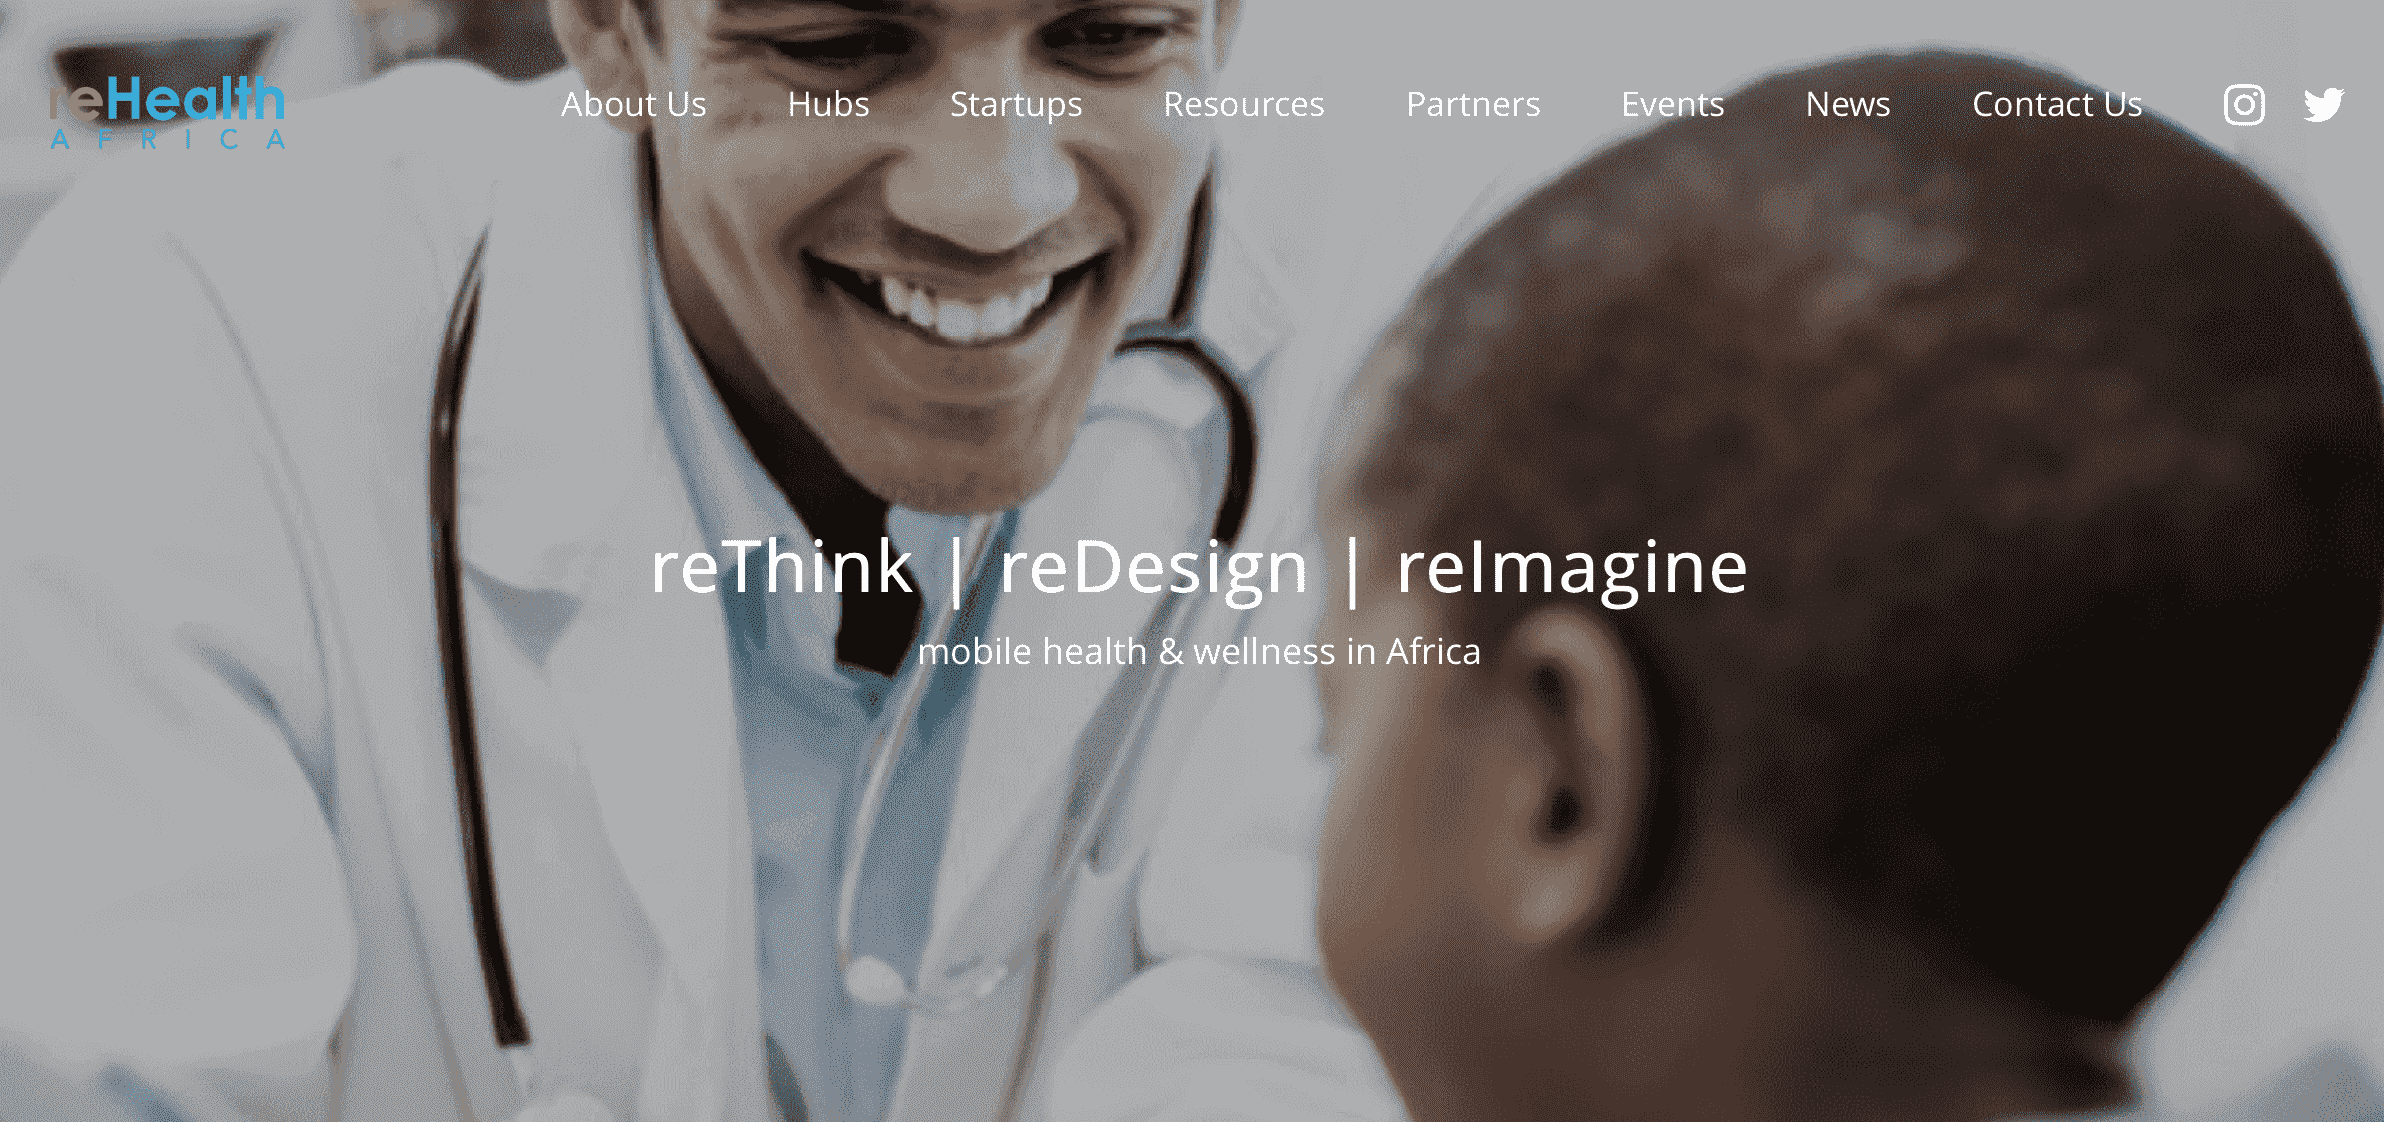 reHealth
AFRICA
About Us Hubs Startups Resources Partners Events News Contact Us
reThink | reDesign | reImagine
mobile health & wellness in Africa